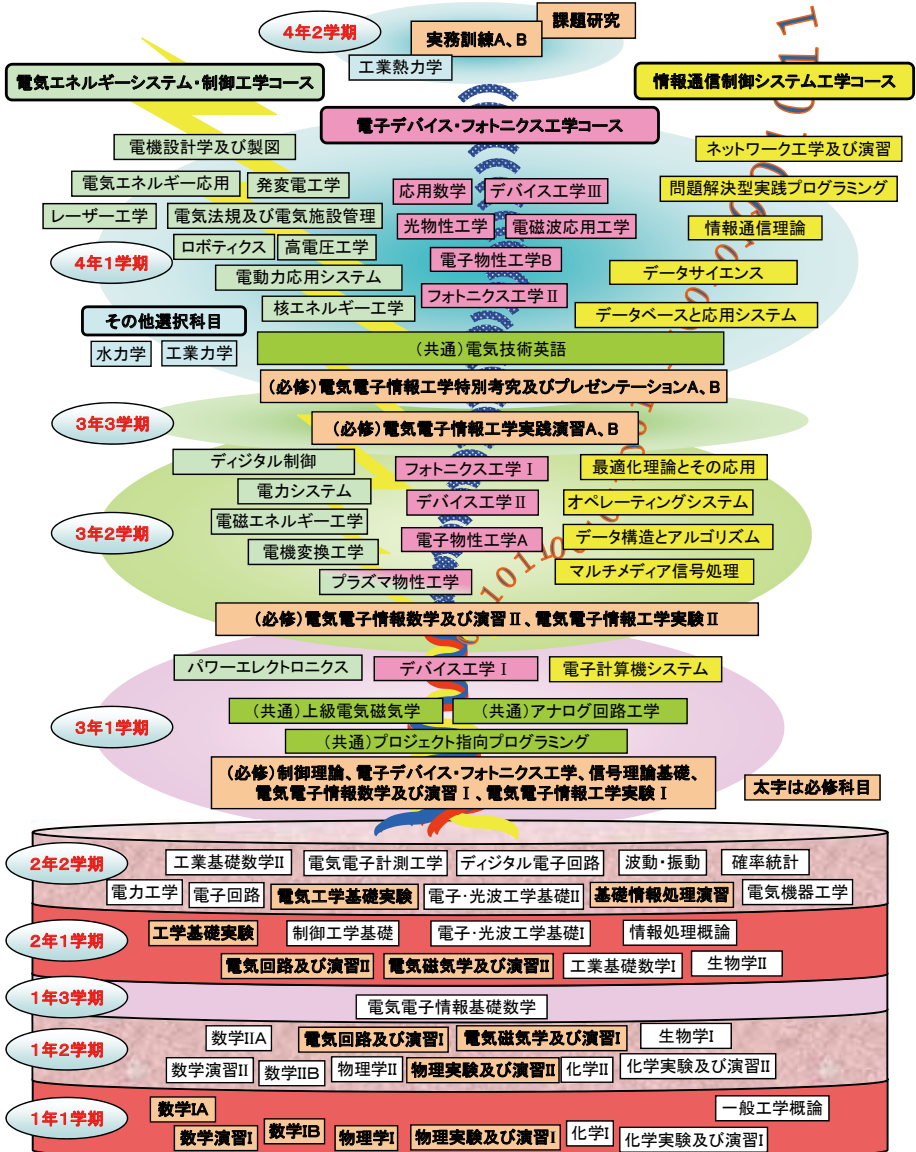 4年2学期
課題研究
実務訓練A、B
工業熱力学
電気エネルギーシステム・制御工学コース
情報通信制御システム工学コース
電子デバイス・フォトニクス工学コース
電機設計学及び製図
ネットワーク工学及び演習
電気エネルギー応用
発変電工学
応用数学
デバイス工学Ⅲ
問題解決型実践プログラミング
レーザー工学
電気法規及び電気施設管理
光物性工学
電磁波応用工学
情報通信理論
4年1学期
ロボティクス
高電圧工学
電子物性工学B
データサイエンス
電動力応用システム
フォトニクス工学Ⅱ
核エネルギー工学
データベースと応用システム
その他選択科目
水力学
工業力学
(共通)電気技術英語
(必修)電気電子情報工学特別考究及びプレゼンテーションA、B
3年3学期
(必修)電気電子情報工学実践演習A、B
ディジタル制御
フォトニクス工学Ⅰ
最適化理論とその応用
電力システム
デバイス工学Ⅱ
オペレーティングシステム
3年2学期
電磁エネルギー工学
電子物性工学A
データ構造とアルゴリズム
電機変換工学
マルチメディア信号処理
プラズマ物性工学
(必修)電気電子情報数学及び演習Ⅱ、電気電子情報工学実験Ⅱ
パワーエレクトロニクス
デバイス工学Ⅰ
電子計算機システム
3年1学期
(共通)上級電気磁気学
(共通)アナログ回路工学
(共通)プロジェクト指向プログラミング
(必修)制御理論、電子デバイス・フォトニクス工学、信号理論基礎、
電気電子情報数学及び演習Ⅰ、電気電子情報工学実験Ⅰ
太字は必修科目
2年2学期
工業基礎数学II
電気電子計測工学
ディジタル電子回路
波動・振動
確率統計
電力工学
電子回路
電気工学基礎実験
電子・光波工学基礎II
基礎情報処理演習
電気機器工学
2年1学期
工学基礎実験
制御工学基礎
電子・光波工学基礎I
情報処理概論
電気回路及び演習II
電気磁気学及び演習II
工業基礎数学I
生物学II
1年3学期
電気電子情報基礎数学
1年2学期
数学IIA
電気回路及び演習I
電気磁気学及び演習I
生物学I
数学演習II
数学IIB
物理学II
物理実験及び演習II
化学II
化学実験及び演習II
1年1学期
数学IA
一般工学概論
数学演習I
数学IB
物理学I
物理実験及び演習I
化学I
化学実験及び演習I